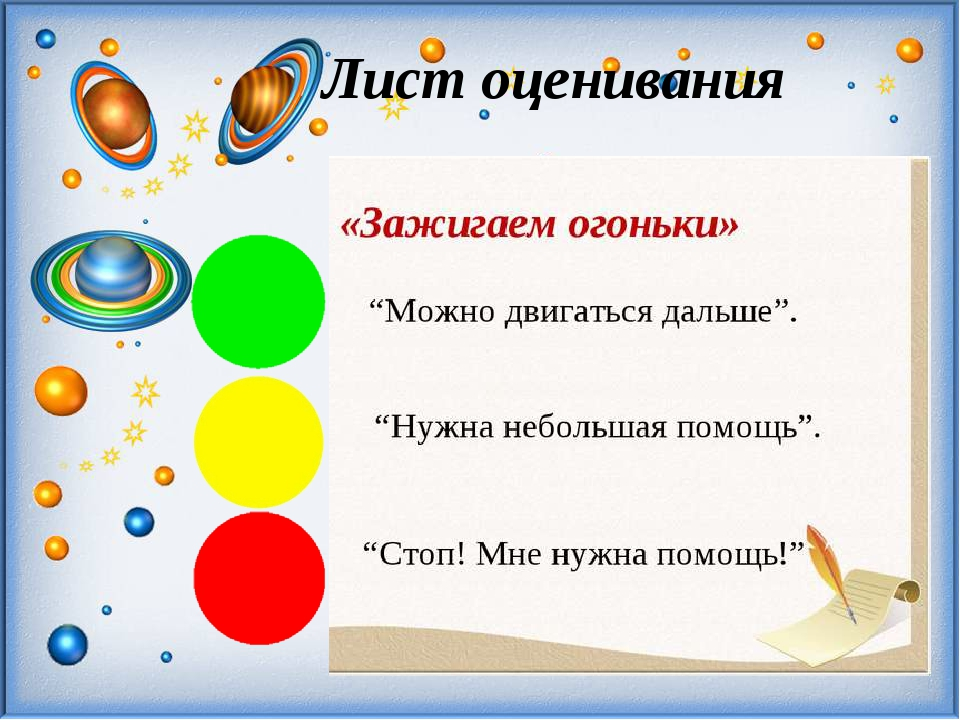 Лист оценивания
«Зажигаем огоньки»
“Можно двигаться дальше”.
“Нужна небольшая помощь”.
“Стоп! Мне нужна помощь!”